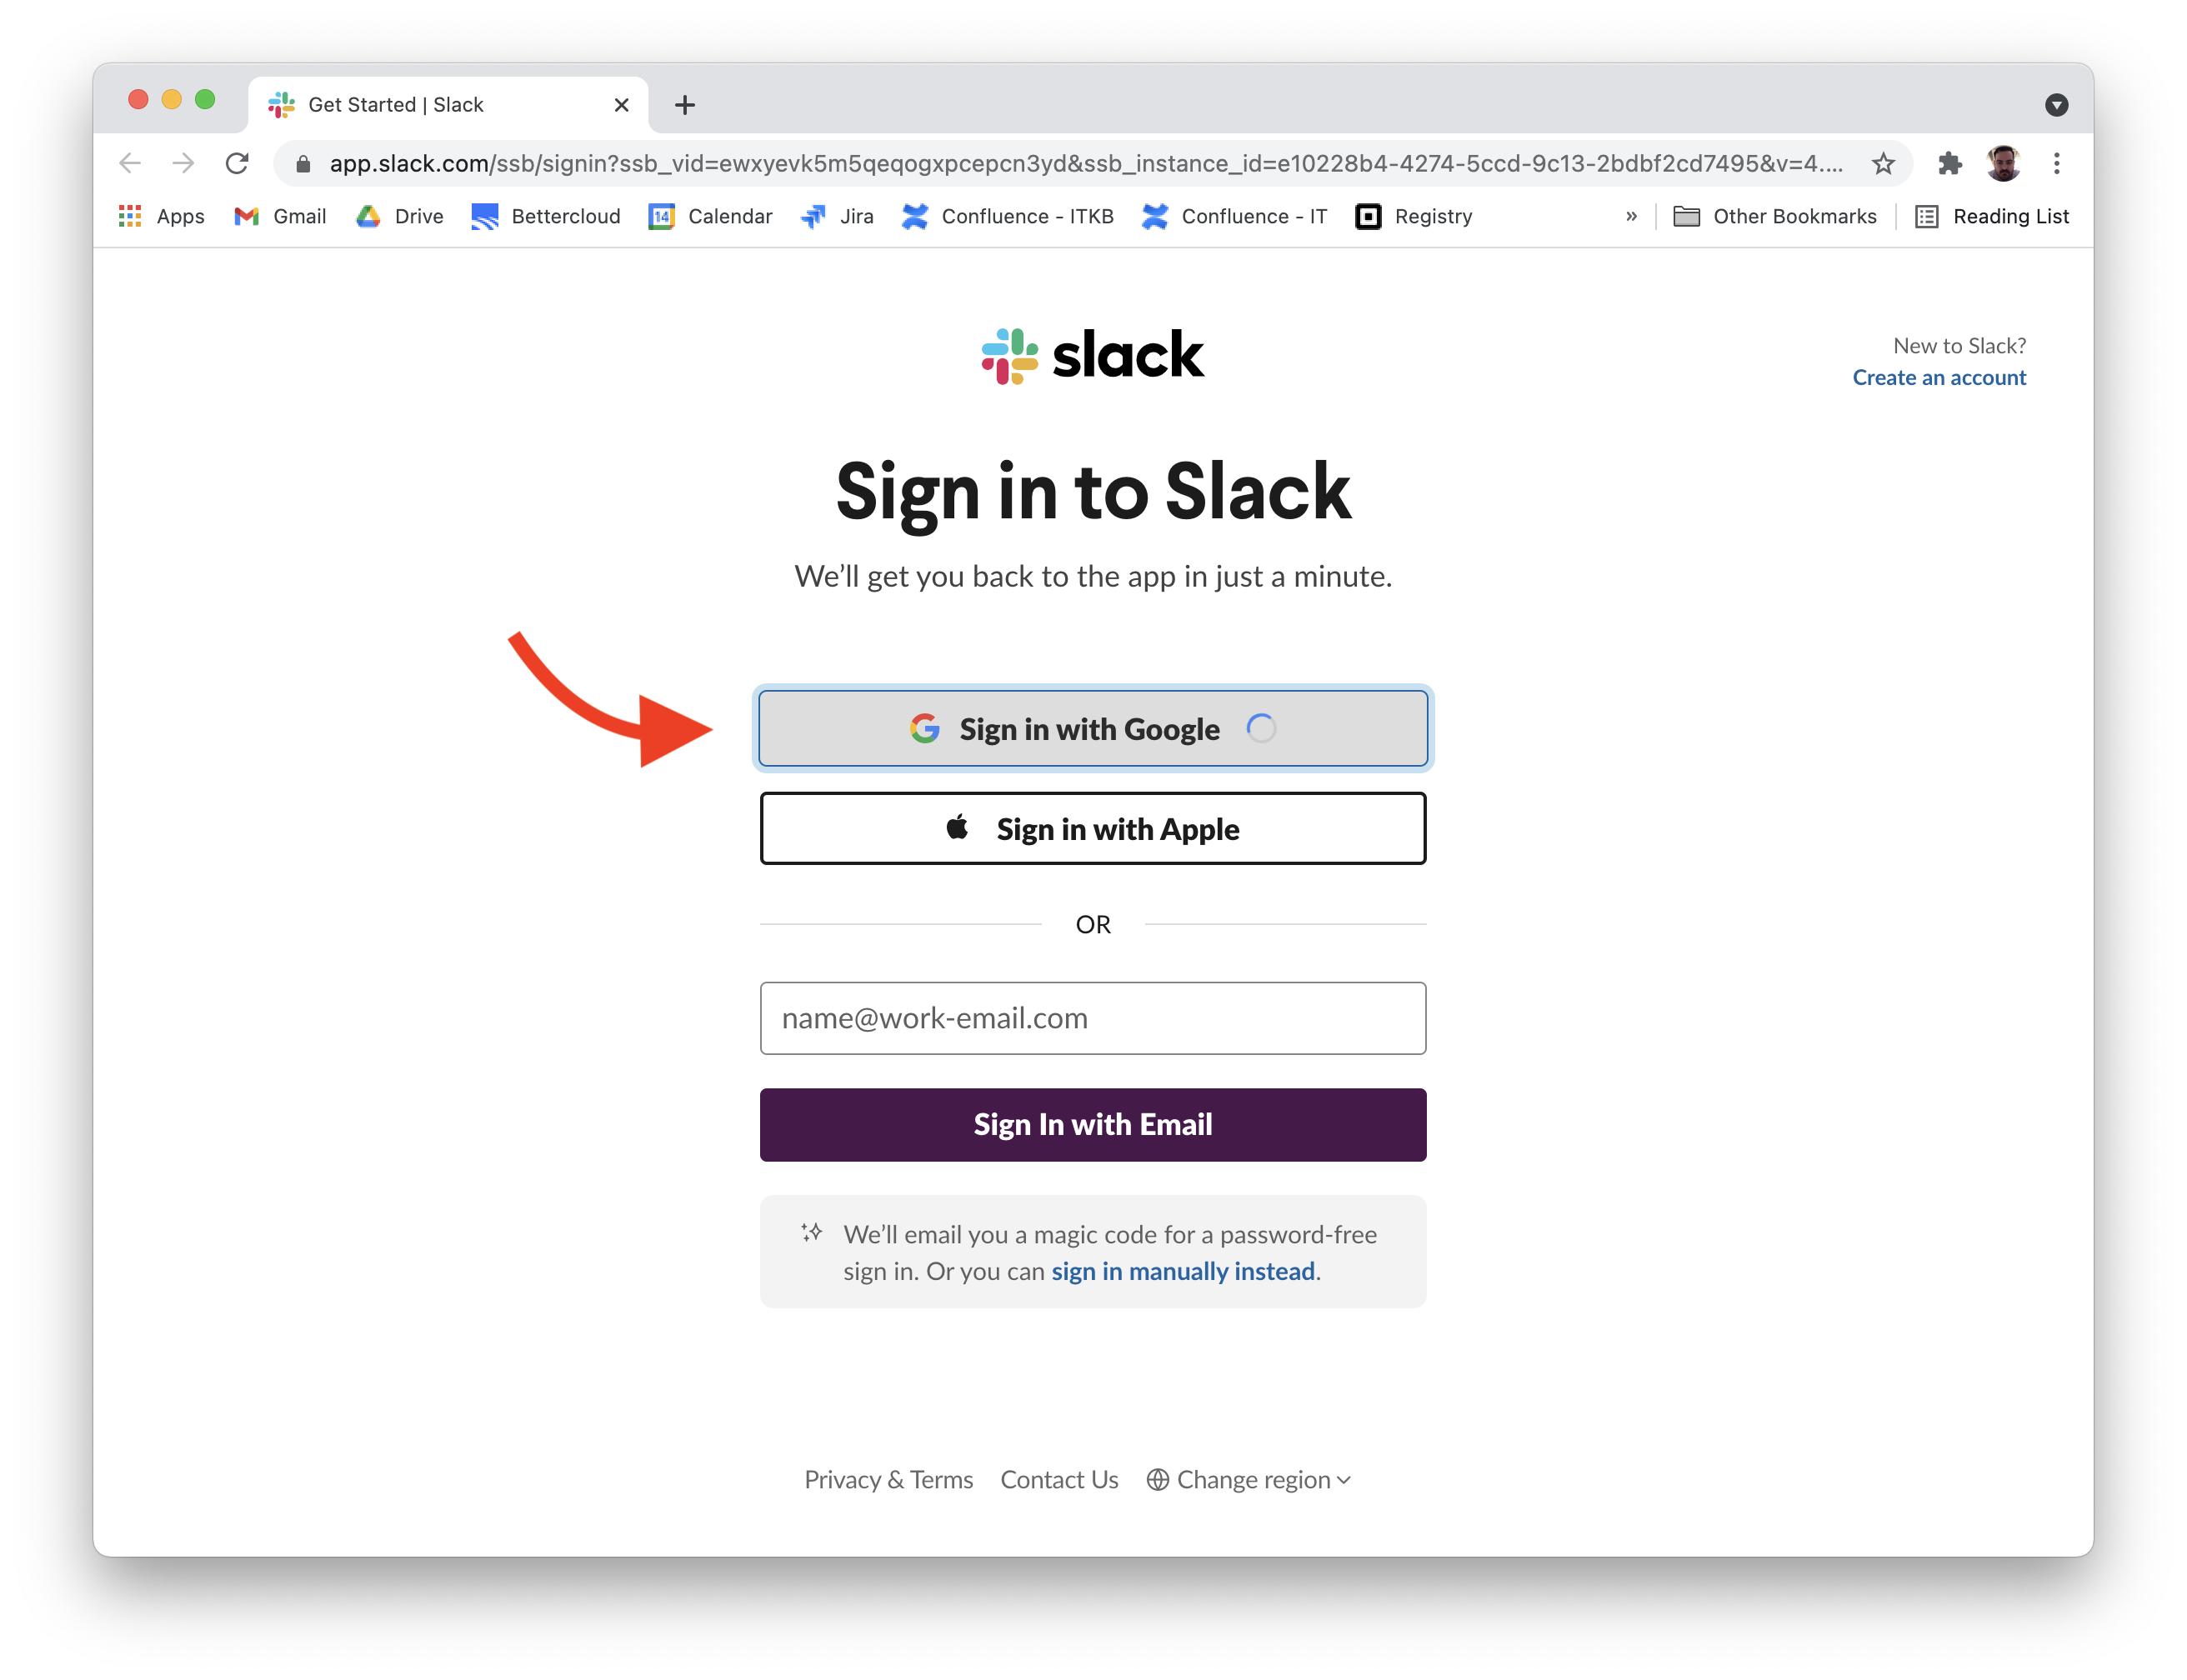 Get Started | Slack
app.slack.com/ssb/signin?ssb_vid=ewxyevk5m5qeqogxpcepcn3yd&ssb_instance_id=e10228b4-4274-5ccd-9c13-2bdbf2cd7495&v=4....
Apps Gmail Drive Bettercloud 14 Calendar Jira Confluence - ITKB Confluence - IT Registry » Other Bookmarks Reading List
slack
New to Slack?
Create an account
Sign in to Slack
We’ll get you back to the app in just a minute.
Sign in with Google
Sign in with Apple
OR
name@work-email.com
Sign In with Email
We’ll email you a magic code for a password-free
sign in. Or you can sign in manually instead.
Privacy & Terms Contact Us Change region